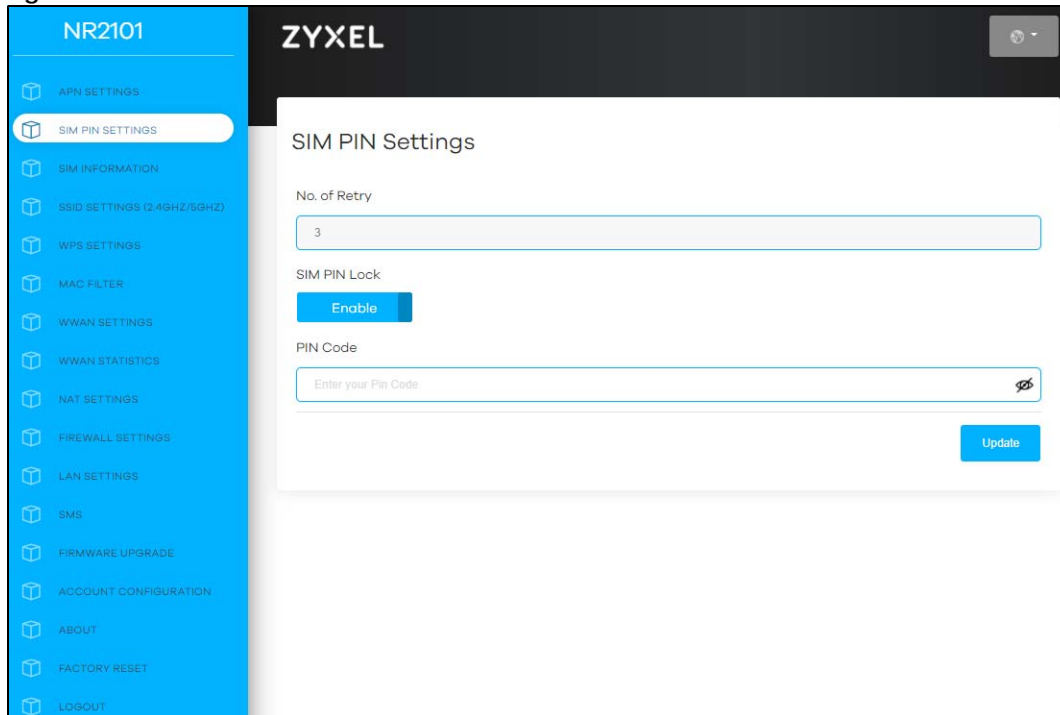 NR2101
APN SETTINGS
SIM PIN SETTINGS
SIM INFORMATION
SSID SETTINGS (2.4GHZ/5GHZ)
WPS SETTINGS
MAC FILTER
WWAN SETTINGS
WWAN STATISTICS
NAT SETTINGS
FIREWALL SETTINGS
LAN SETTINGS
SMS
FIRMWARE UPGRADE
ACCOUNT CONFIGURATION
ABOUT
FACTORY RESET
LOGOUT
ZYXEL
SIM PIN Settings
No. of Retry
3
SIM PIN Lock
Enable
PIN Code
Enter your Pin Code
Update